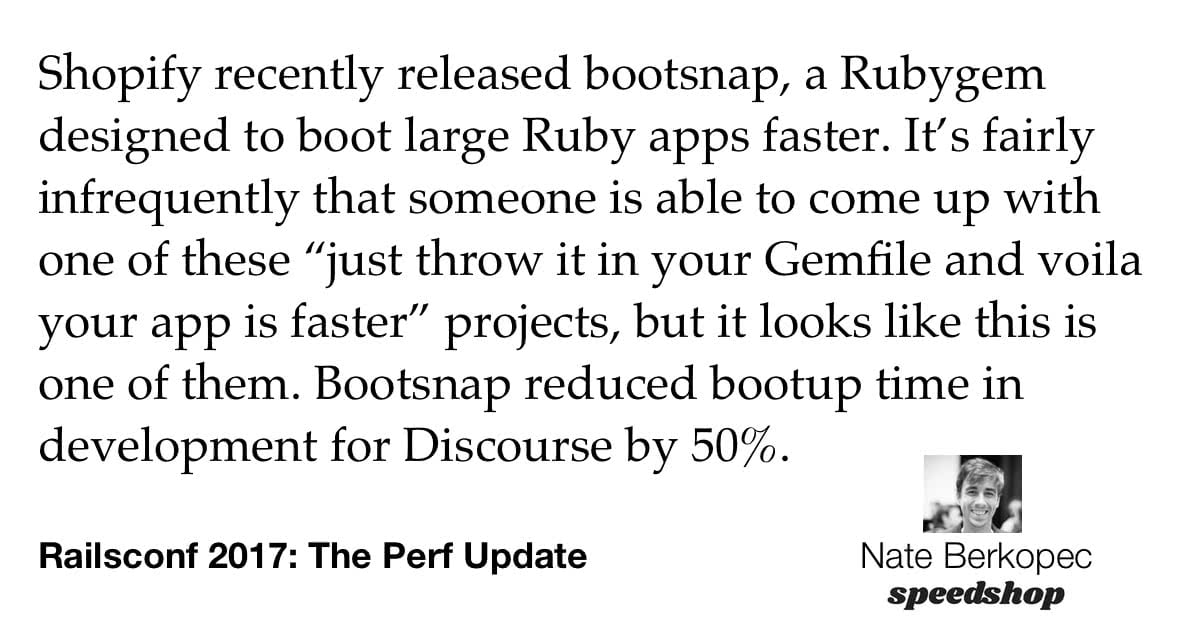 Shopify recently released bootsnap, a Rubygem
designed to boot large Ruby apps faster. It’s fairly
infrequently that someone is able to come up with
one of these “just throw it in your Gemfile and voila
your app is faster” projects, but it looks like this is
one of them. Bootsnap reduced bootup time in
development for Discourse by 50%.
Railsconf 2017: The Perf Update
Nate Berkopec
speedshop